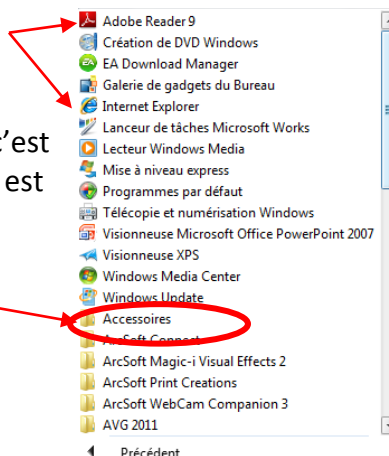 Adobe Reader 9
Création de DVD Windows
EA Download Manager
Galerie de gadgets du Bureau
Internet Explorer
Lanceur de tâches Microsoft Works
'est
Lecteur Windows Media
est
Mise à niveau express
Programmes par défaut
Télécopie et numérisation Windows
Visionneuse Microsoft Office PowerPoint 2007
Visionneuse XPS
Windows Media Center
Windows Update
Accessoires
ArcSoft Connect
ArcSoft Magic-i Visual Effects 2
ArcSoft Print Creations
ArcSoft WebCam Companion 3
AVG 2011
Précédent